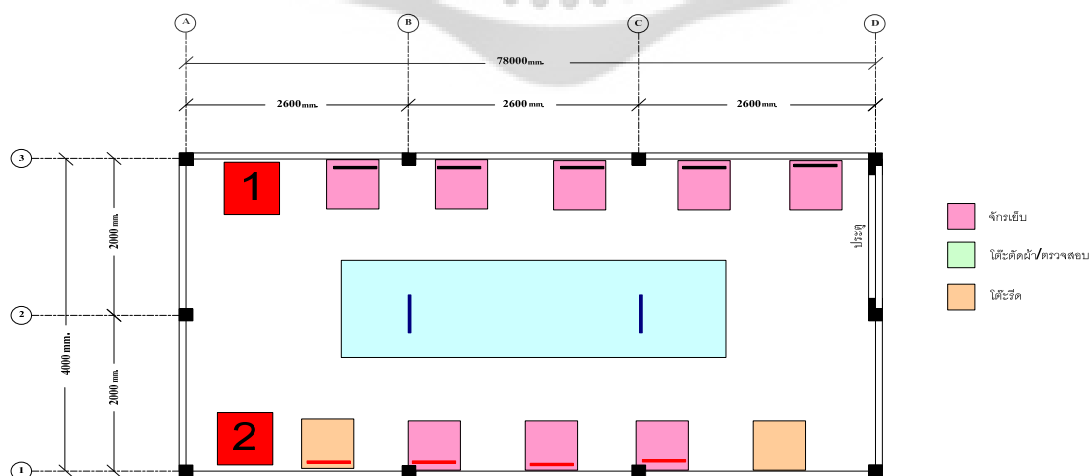 A B C D
78000mm.
2600mm. 2600mm. 2600mm.
3
1
2000 mm.
ประตู
จักรเย็บ
โต๊ะตัดผ้า/ตรวจสอบ
โต๊ะรีด
2
4000 mm.
2000 mm.
2
1